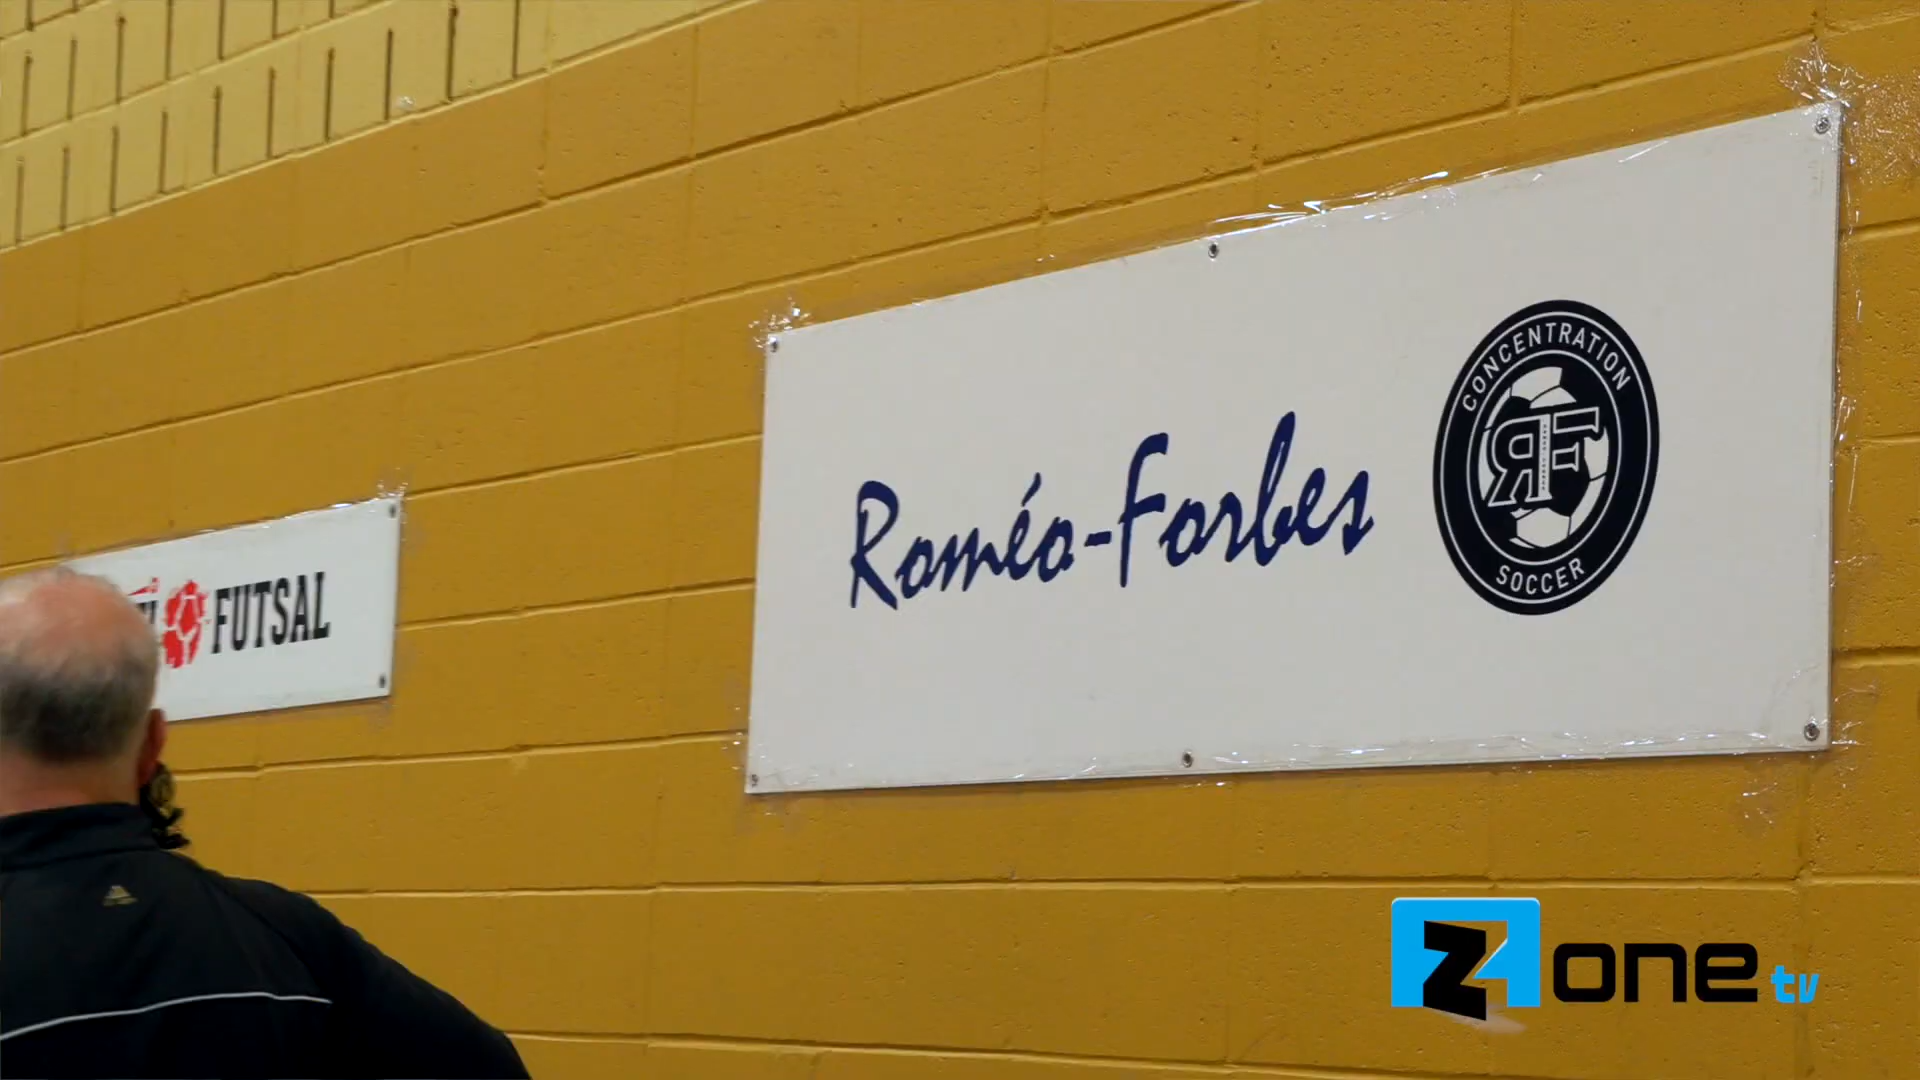 FUTSAL
Roméo-Forbes
CONCENTRATION
RF
SOCCER
Zone tv